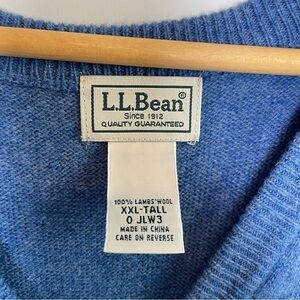 L.L.Bean®
Since 1912
QUALITY GUARANTEED
100% LAMBS'WOOL
XXL-TALL
0 JLW3
MADE IN CHINA
CARE ON REVERSE